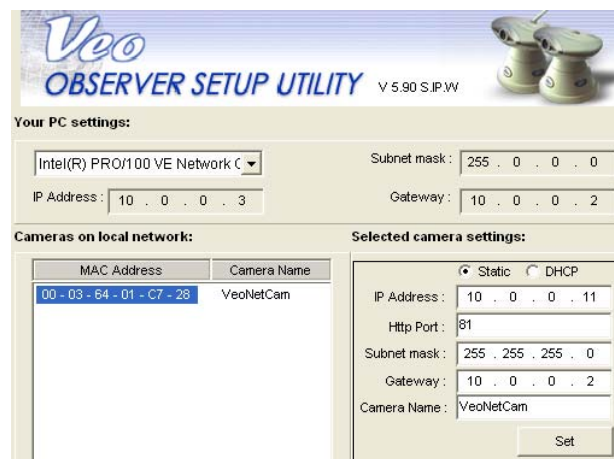 Veo
OBSERVER SETUP UTILITY V 5.90 S.IP.W
Your PC settings:
Intel(R) PRO/100 VE Network C
Subnet mask : 255 . 0 . 0 . 0
IP Address : 10 . 0 . 0 . 3
Gateway : 10 . 0 . 0 . 2
Cameras on local network:
MAC Address Camera Name
00 - 03 - 64 - 01 - C7 - 28 VeoNetCam
Selected camera settings:
Static DHCP
IP Address : 10 . 0 . 0 . 11
Http Port : 81
Subnet mask : 255 . 255 . 255 . 0
Gateway : 10 . 0 . 0 . 2
Camera Name : VeoNetCam
Set